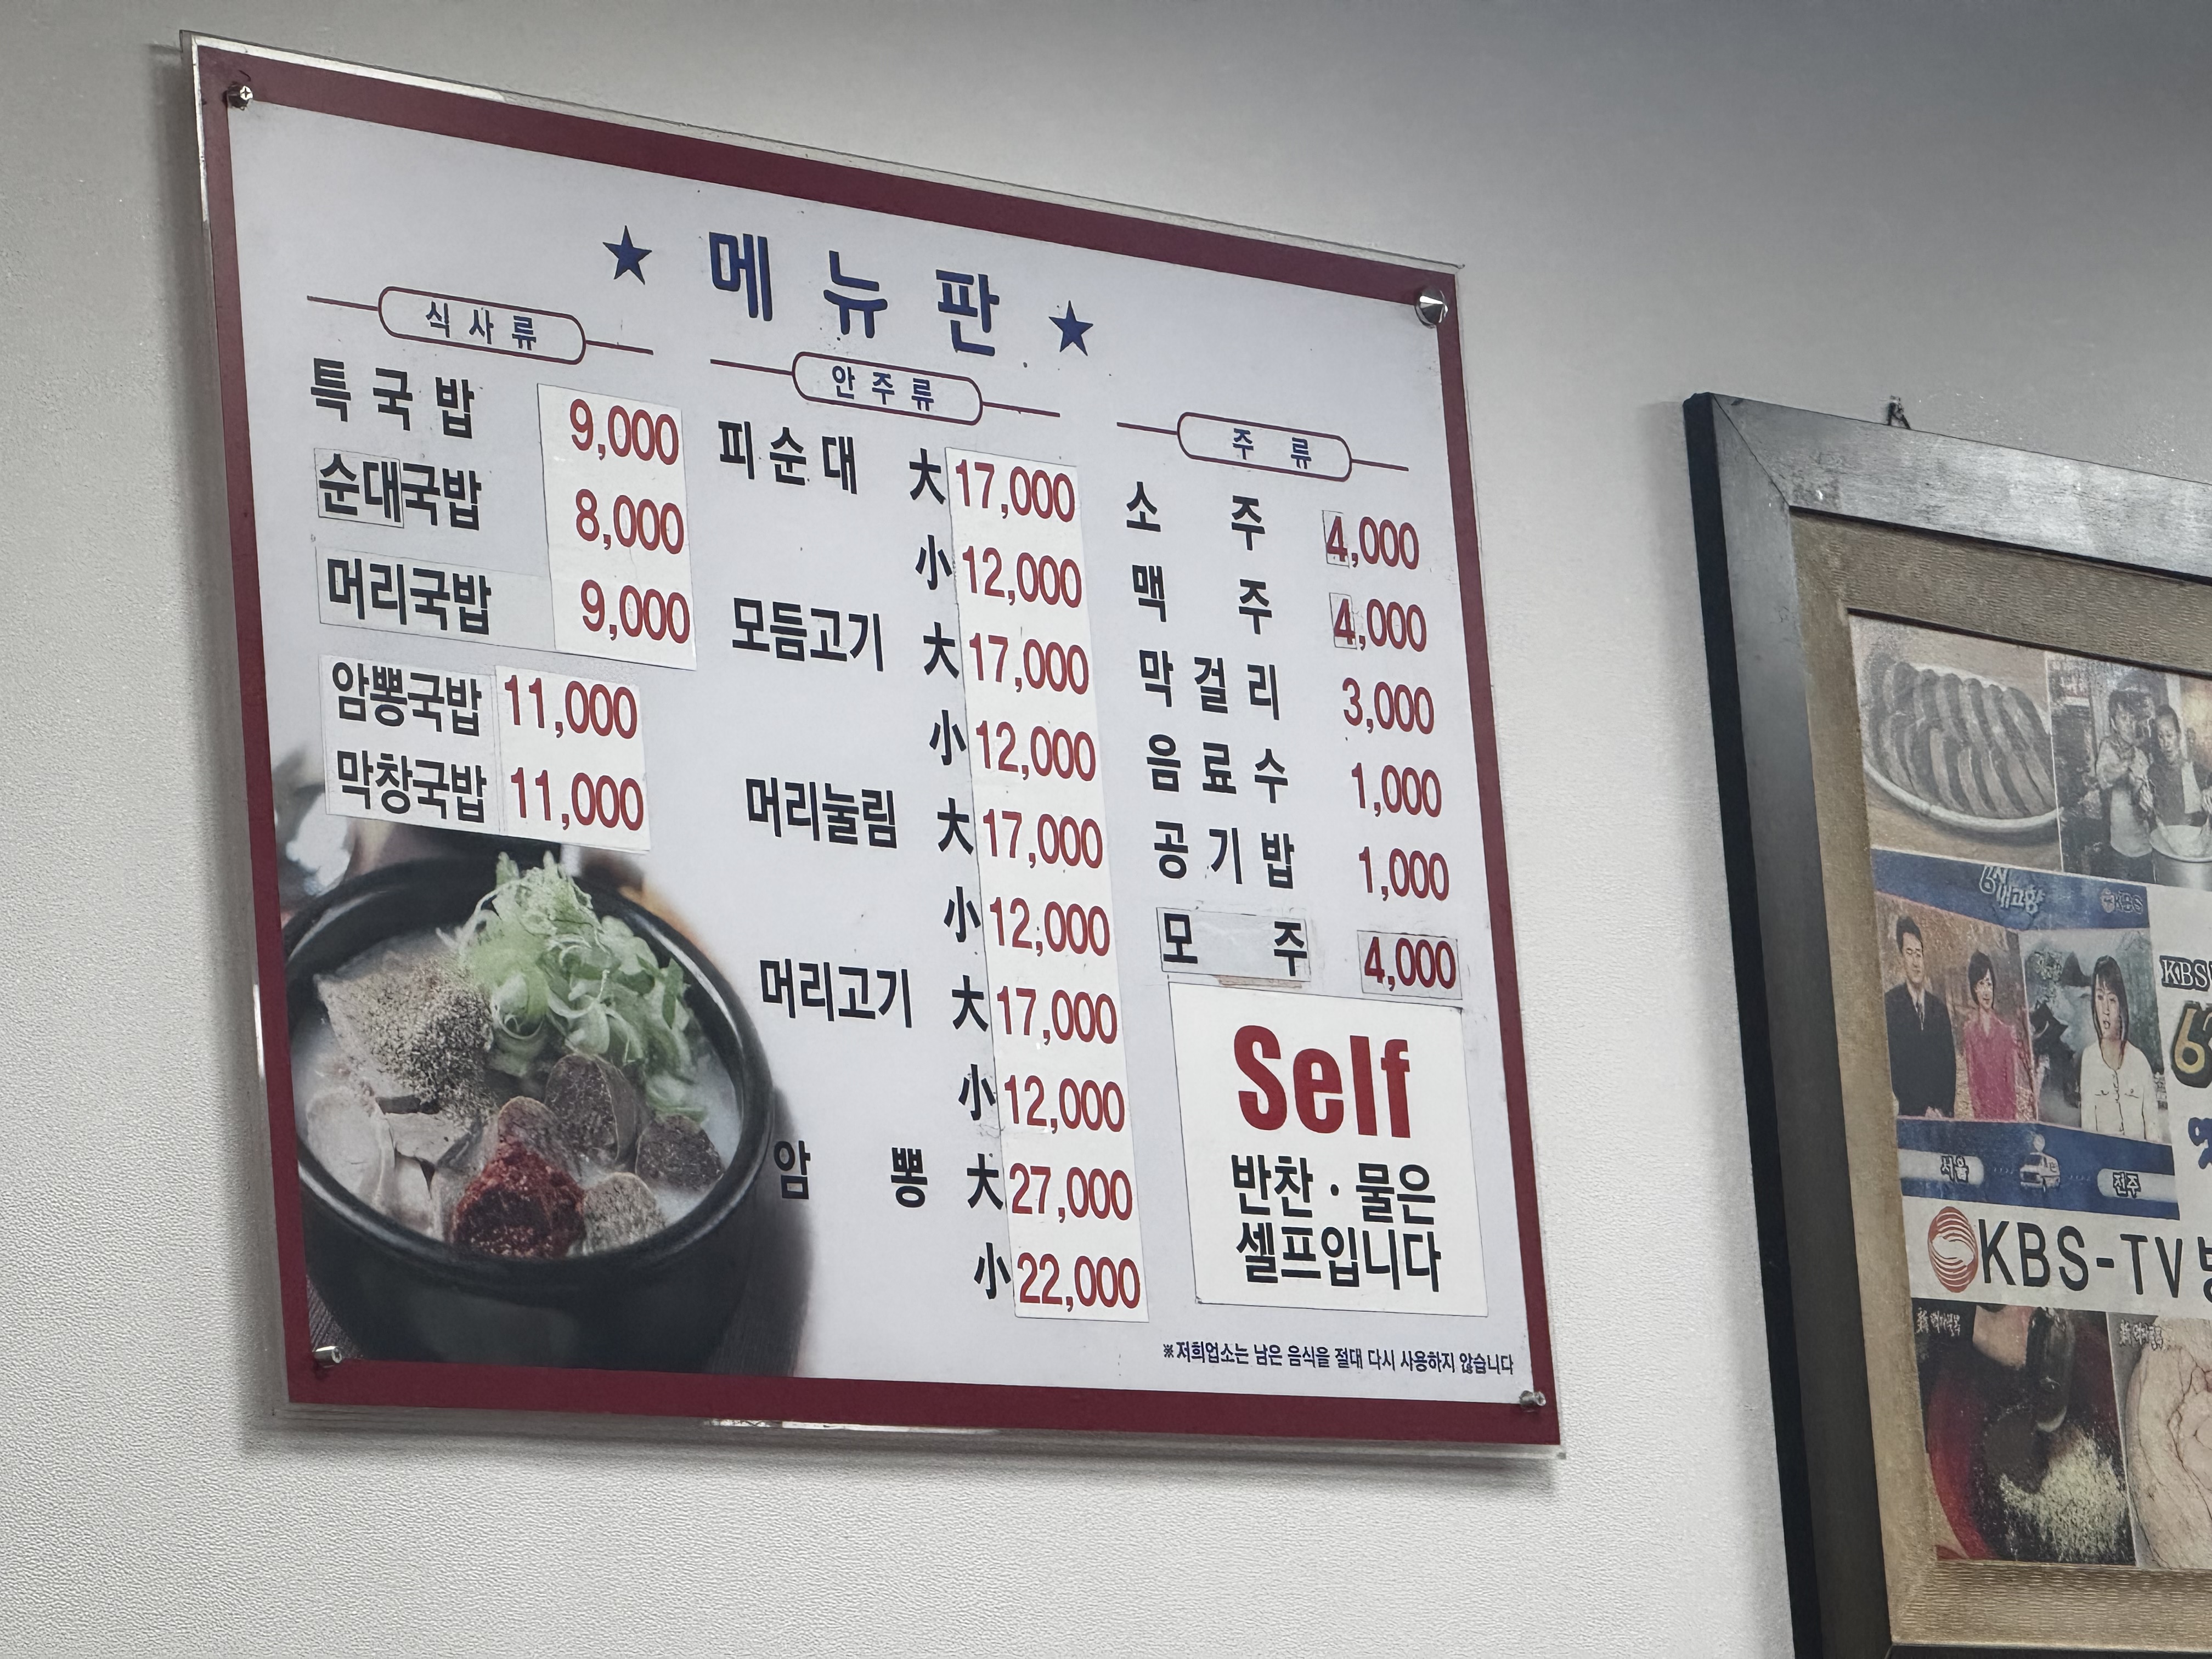 ★ 메뉴판 ★
식사류
특국밥 9,000
순대국밥 8,000
머리국밥 9,000
암뽕국밥 11,000
막창국밥 11,000
안주류
피순대 大 17,000
小 12,000
모듬고기 大 17,000
小 12,000
머리눌림 大 17,000
小 12,000
머리고기 大 17,000
小 12,000
암뽕 大 27,000
小 22,000
주류
소주 4,000
맥주 4,000
막걸리 3,000
음료수 1,000
공기밥 1,000
모주 4,000
Self
반찬·물은
셀프입니다
※저희업소는 남은 음식을 절대 다시 사용하지 않습니다
KBS
KBS
서울 전주
KBS-TV